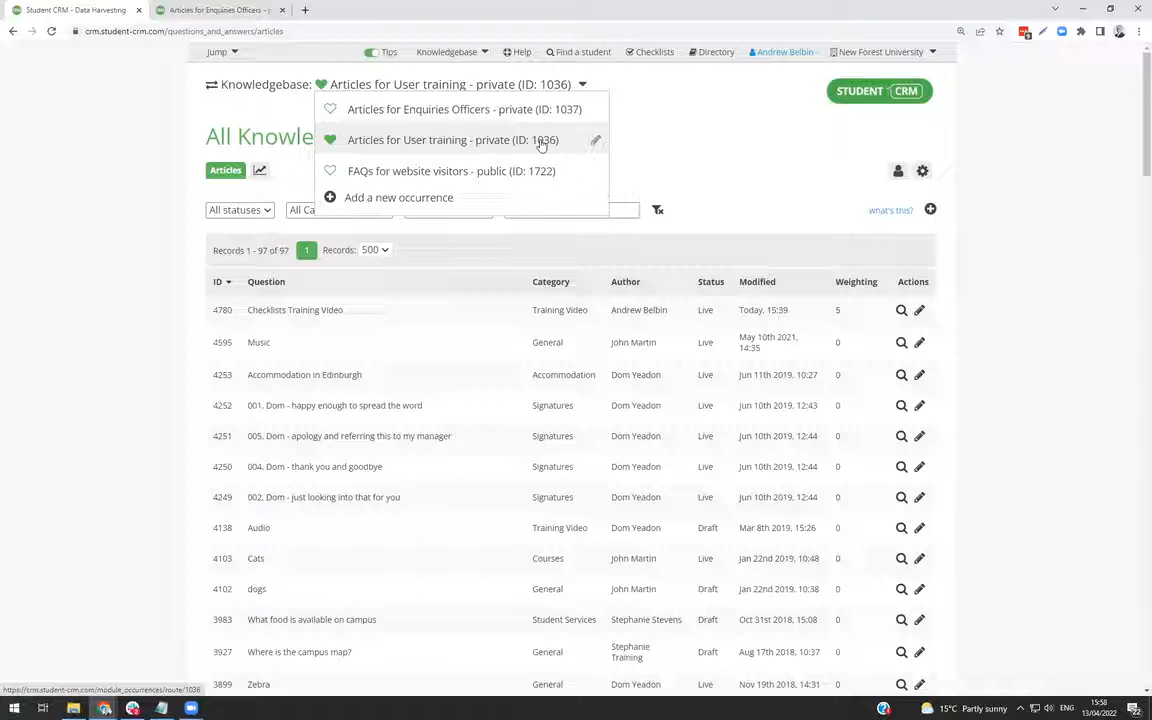 Student CRM - Data Harvesting
Articles for Enquiries Officers - p
crm.student-crm.com/questions_and_answers/articles
Jump
Tips
Knowledgebase
Help
Find a student
Checklists
Directory
Andrew Belbin
New Forest University
Knowledgebase: Articles for User training - private (ID: 1036)
STUDENT CRM
Articles for Enquiries Officers - private (ID: 1037)
All Knowle
Articles for User training - private (ID: 1036)
Articles
FAQs for website visitors - public (ID: 1722)
Add a new occurrence
All statuses
All Ca
what's this?
Records 1 - 97 of 97 1 Records: 500
ID Question Category Author Status Modified Weighting Actions
4780 Checklists Training Video Training Video Andrew Belbin Live Today, 15:39 5
4595 Music General John Martin Live May 10th 2021, 14:35 0
4253 Accommodation in Edinburgh Accommodation Dom Yeadon Live Jun 11th 2019, 10:27 0
4252 001. Dom - happy enough to spread the word Signatures Dom Yeadon Live Jun 10th 2019, 12:43 0
4251 005. Dom - apology and referring this to my manager Signatures Dom Yeadon Live Jun 10th 2019, 12:44 0
4250 004. Dom - thank you and goodbye Signatures Dom Yeadon Live Jun 10th 2019, 12:44 0
4249 002. Dom - just looking into that for you Signatures Dom Yeadon Live Jun 10th 2019, 12:44 0
4138 Audio Training Video Dom Yeadon Draft Mar 8th 2019, 15:26 0
4103 Cats Courses John Martin Live Jan 22nd 2019, 10:48 0
4102 dogs General John Martin Draft Jan 22nd 2019, 10:38 0
3983 What food is available on campus Student Services Stephanie Stevens Draft Oct 31st 2018, 15:08 0
3927 Where is the campus map? General Stephanie Training Draft Aug 17th 2018, 10:37 0
3899 Zebra General Dom Yeadon Draft Nov 19th 2018, 14:31 0
https://crm.student-crm.com/module_occurrences/route/1036
15°C Partly sunny
ENG
15:58
13/04/2022
22